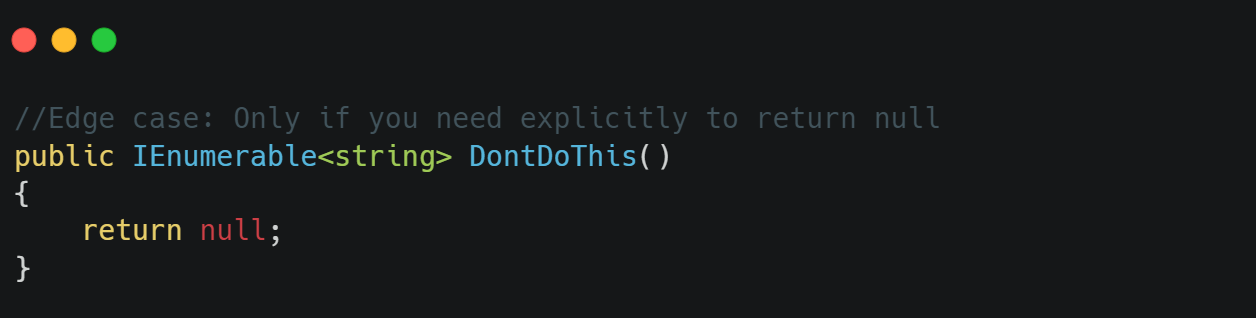 //Edge case: Only if you need explicitly to return null
public IEnumerable<string> DontDoThis()
{
    return null;
}